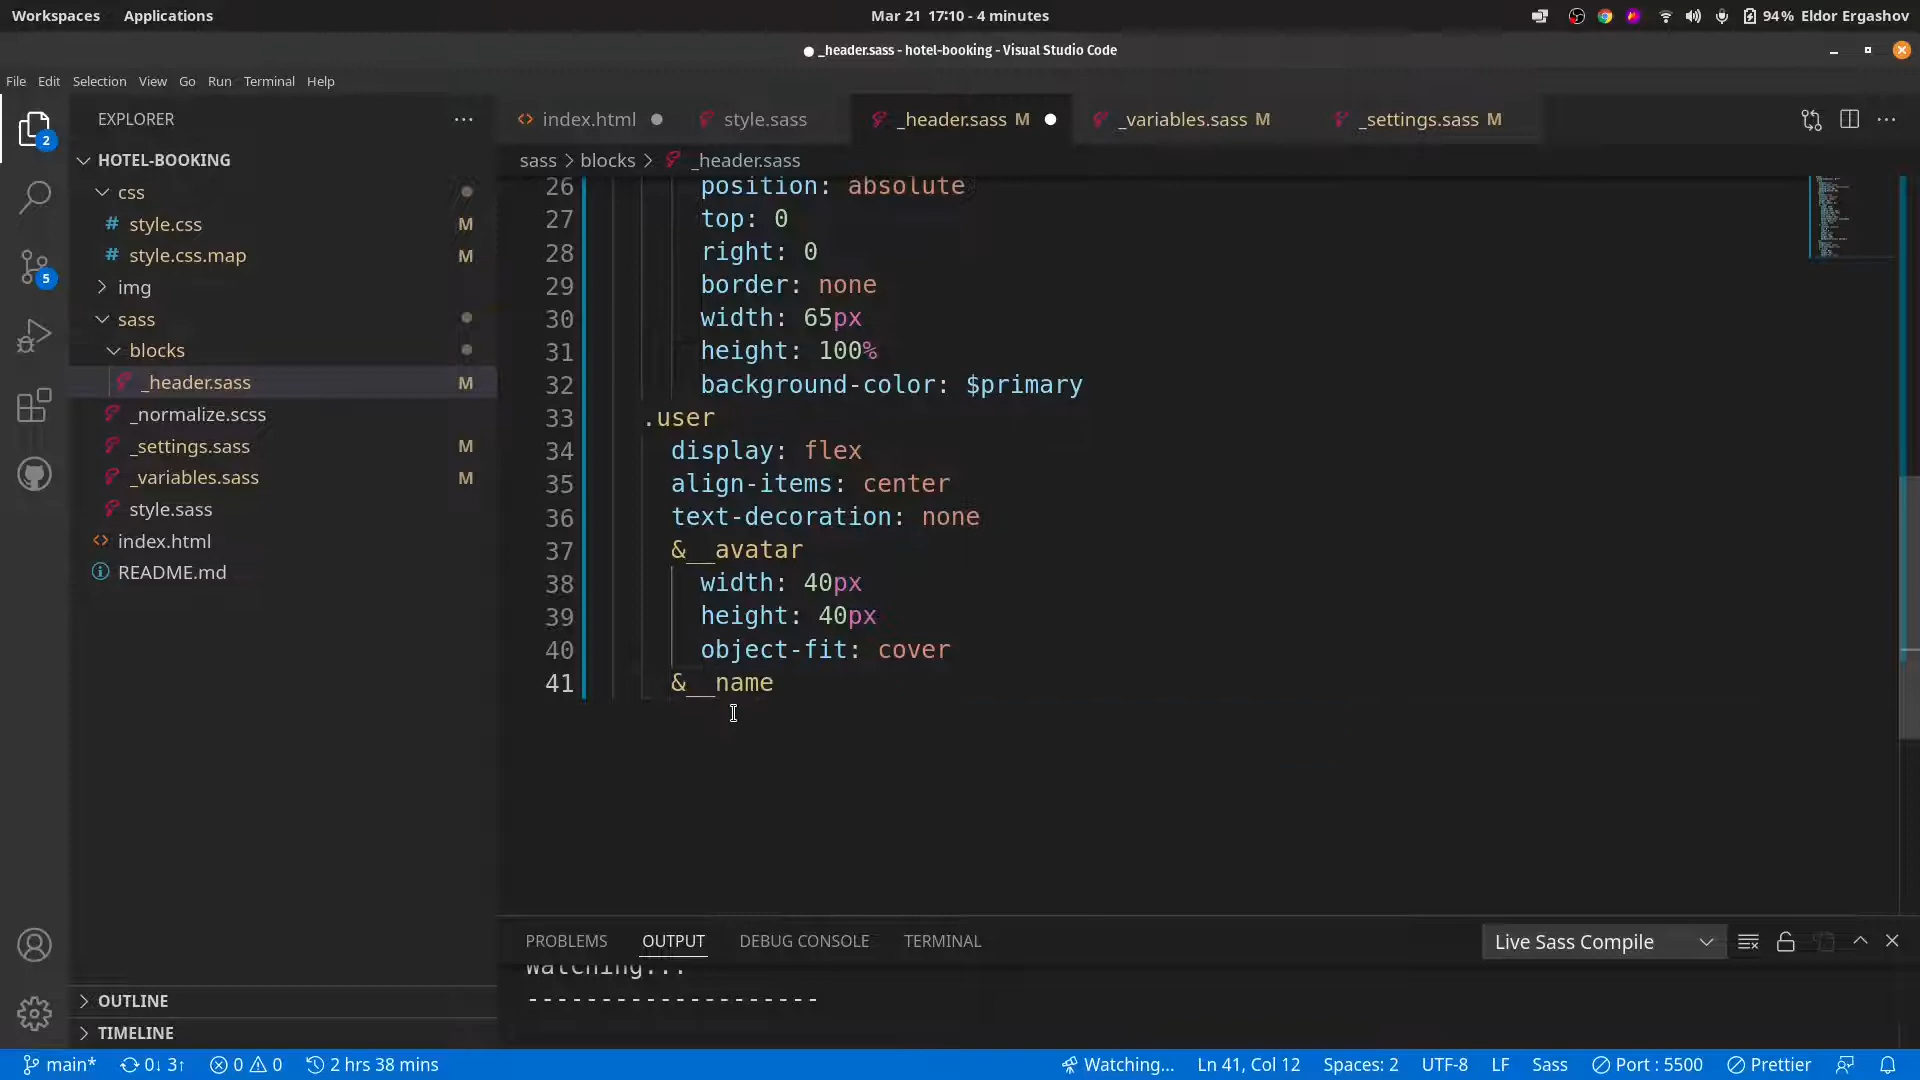 Workspaces Applications Mar 21 17:10 - 4 minutes 94% Eldor Ergashov
_header.sass - hotel-booking - Visual Studio Code
File Edit Selection View Go Run Terminal Help
EXPLORER
index.html style.sass _header.sass M _variables.sass M _settings.sass M
sass > blocks > _header.sass
HOTEL-BOOKING
css
style.css M
style.css.map M
img
sass
blocks
_header.sass M
_normalize.scss
_settings.sass M
_variables.sass M
style.sass
index.html
README.md
2
5
26 position: absolute
27 top: 0
28 right: 0
29 border: none
30 width: 65px
31 height: 100%
32 background-color: $primary
33 .user
34 display: flex
35 align-items: center
36 text-decoration: none
37 &__avatar
38 width: 40px
39 height: 40px
40 object-fit: cover
41 &__name
PROBLEMS OUTPUT DEBUG CONSOLE TERMINAL Live Sass Compile
Watching...
--------------------
OUTLINE
TIMELINE
main* 0↓ 3↑ 0 0 2 hrs 38 mins Watching... Ln 41, Col 12 Spaces: 2 UTF-8 LF Sass Port : 5500 Prettier